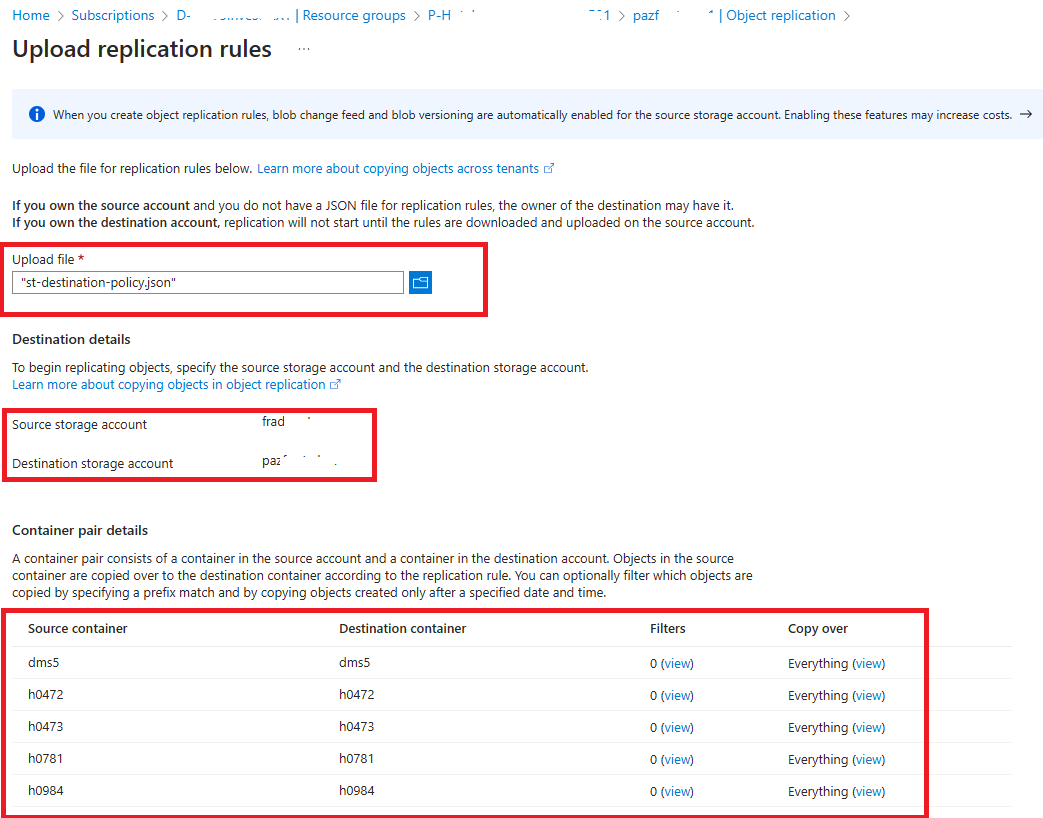 Home > Subscriptions > D- | Resource groups > P-H 1 > pazf 1 | Object replication >
Upload replication rules ...
When you create object replication rules, blob change feed and blob versioning are automatically enabled for the source storage account. Enabling these features may increase costs. →
Upload the file for replication rules below. Learn more about copying objects across tenants
If you own the source account and you do not have a JSON file for replication rules, the owner of the destination may have it.
If you own the destination account, replication will not start until the rules are downloaded and uploaded on the source account.
Upload file *
"st-destination-policy.json"
Destination details
To begin replicating objects, specify the source storage account and the destination storage account.
Learn more about copying objects in object replication
Source storage account frad
Destination storage account paz
Container pair details
A container pair consists of a container in the source account and a container in the destination account. Objects in the source
container are copied over to the destination container according to the replication rule. You can optionally filter which objects are
copied by specifying a prefix match and by copying objects created only after a specified date and time.
Source container Destination container Filters Copy over
dms5 dms5 0 (view) Everything (view)
h0472 h0472 0 (view) Everything (view)
h0473 h0473 0 (view) Everything (view)
h0781 h0781 0 (view) Everything (view)
h0984 h0984 0 (view) Everything (view)